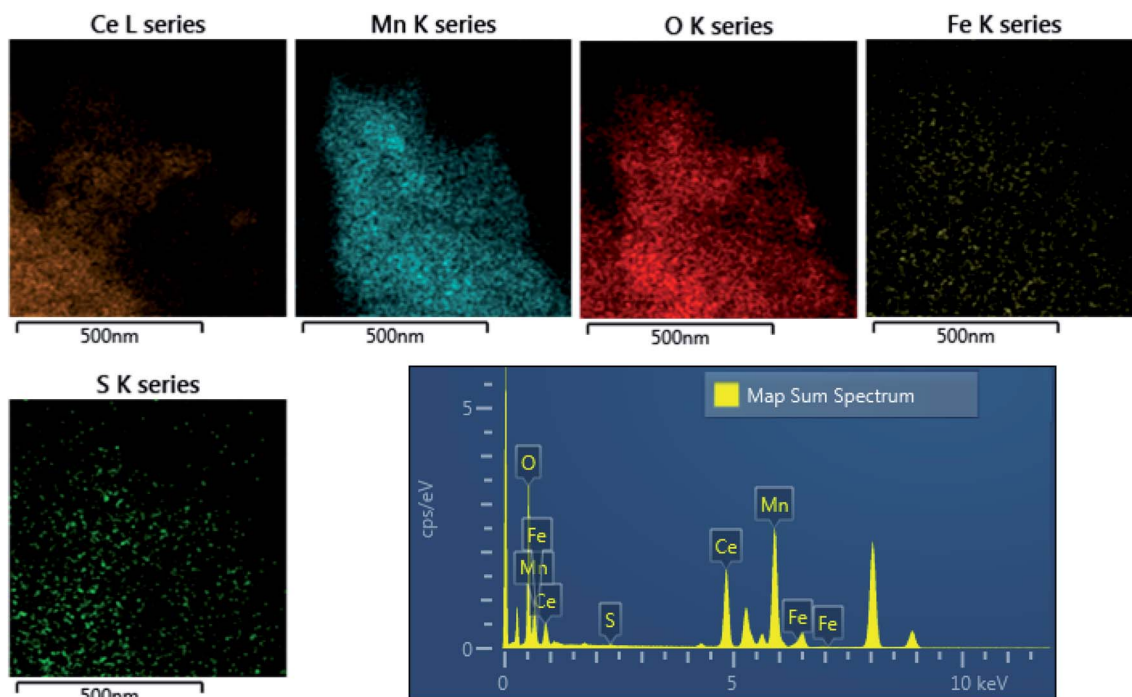 Ce L series
Mn K series
O K series
Fe K series
500nm
500nm
500nm
500nm
S K series
500nm
Map Sum Spectrum
5
cps/eV
O
Fe
Mn
Ce
S
Ce
Mn
Fe
Fe
0
0
5
10 keV